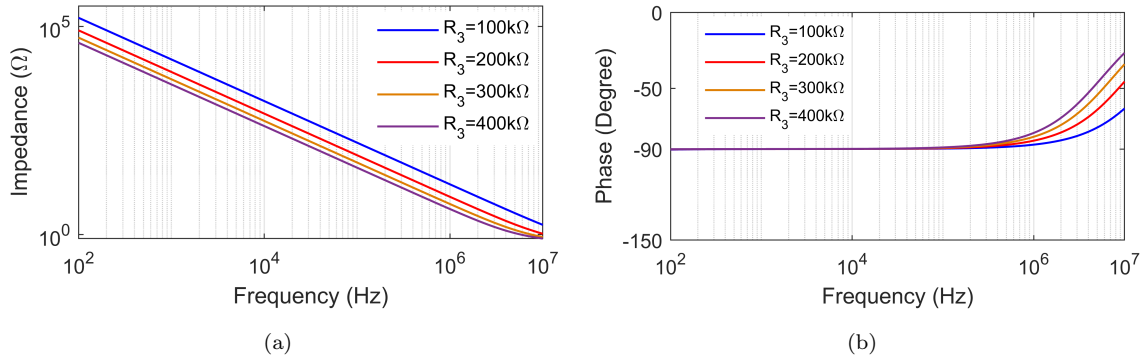 10^5
10^0
Impedance (Ω)
R_3=100kΩ
R_3=200kΩ
R_3=300kΩ
R_3=400kΩ
10^2
10^4
10^6
10^7
Frequency (Hz)
(a)
0
-50
-90
-150
Phase (Degree)
R_3=100kΩ
R_3=200kΩ
R_3=300kΩ
R_3=400kΩ
10^2
10^4
10^6
10^7
Frequency (Hz)
(b)